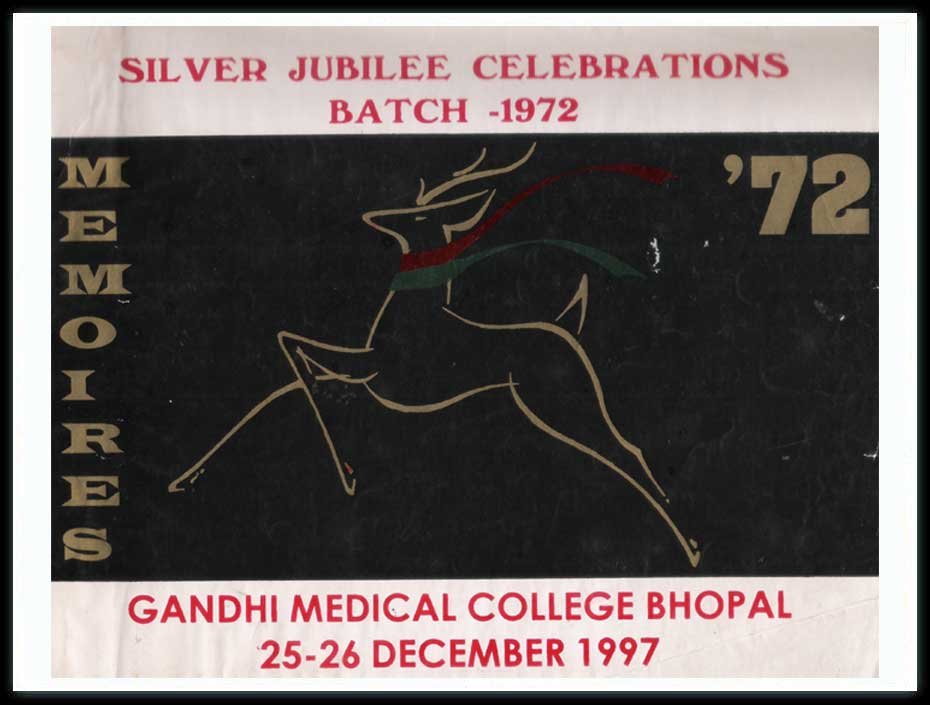 SILVER JUBILEE CELEBRATIONS
BATCH -1972
MEMOIRES
'72
GANDHI MEDICAL COLLEGE BHOPAL
25-26 DECEMBER 1997